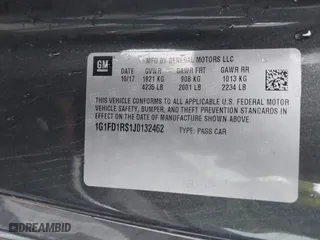 GM
MFD BY GENERAL MOTORS LLC
DATE GVWR GAWR FRT GAWR RR
10/17 1921 KG 908 KG 1013 KG
4235 LB 2001 LB 2234 LB
THIS VEHICLE CONFORMS TO ALL APPLICABLE U.S. FEDERAL MOTOR
VEHICLE SAFETY, BUMPER, AND THEFT PREVENTION STANDARDS IN
EFFECT ON THE DATE OF MANUFACTURE SHOWN ABOVE.
1G1FD1RS1J0132462 TYPE: PASS CAR
DREAMBID